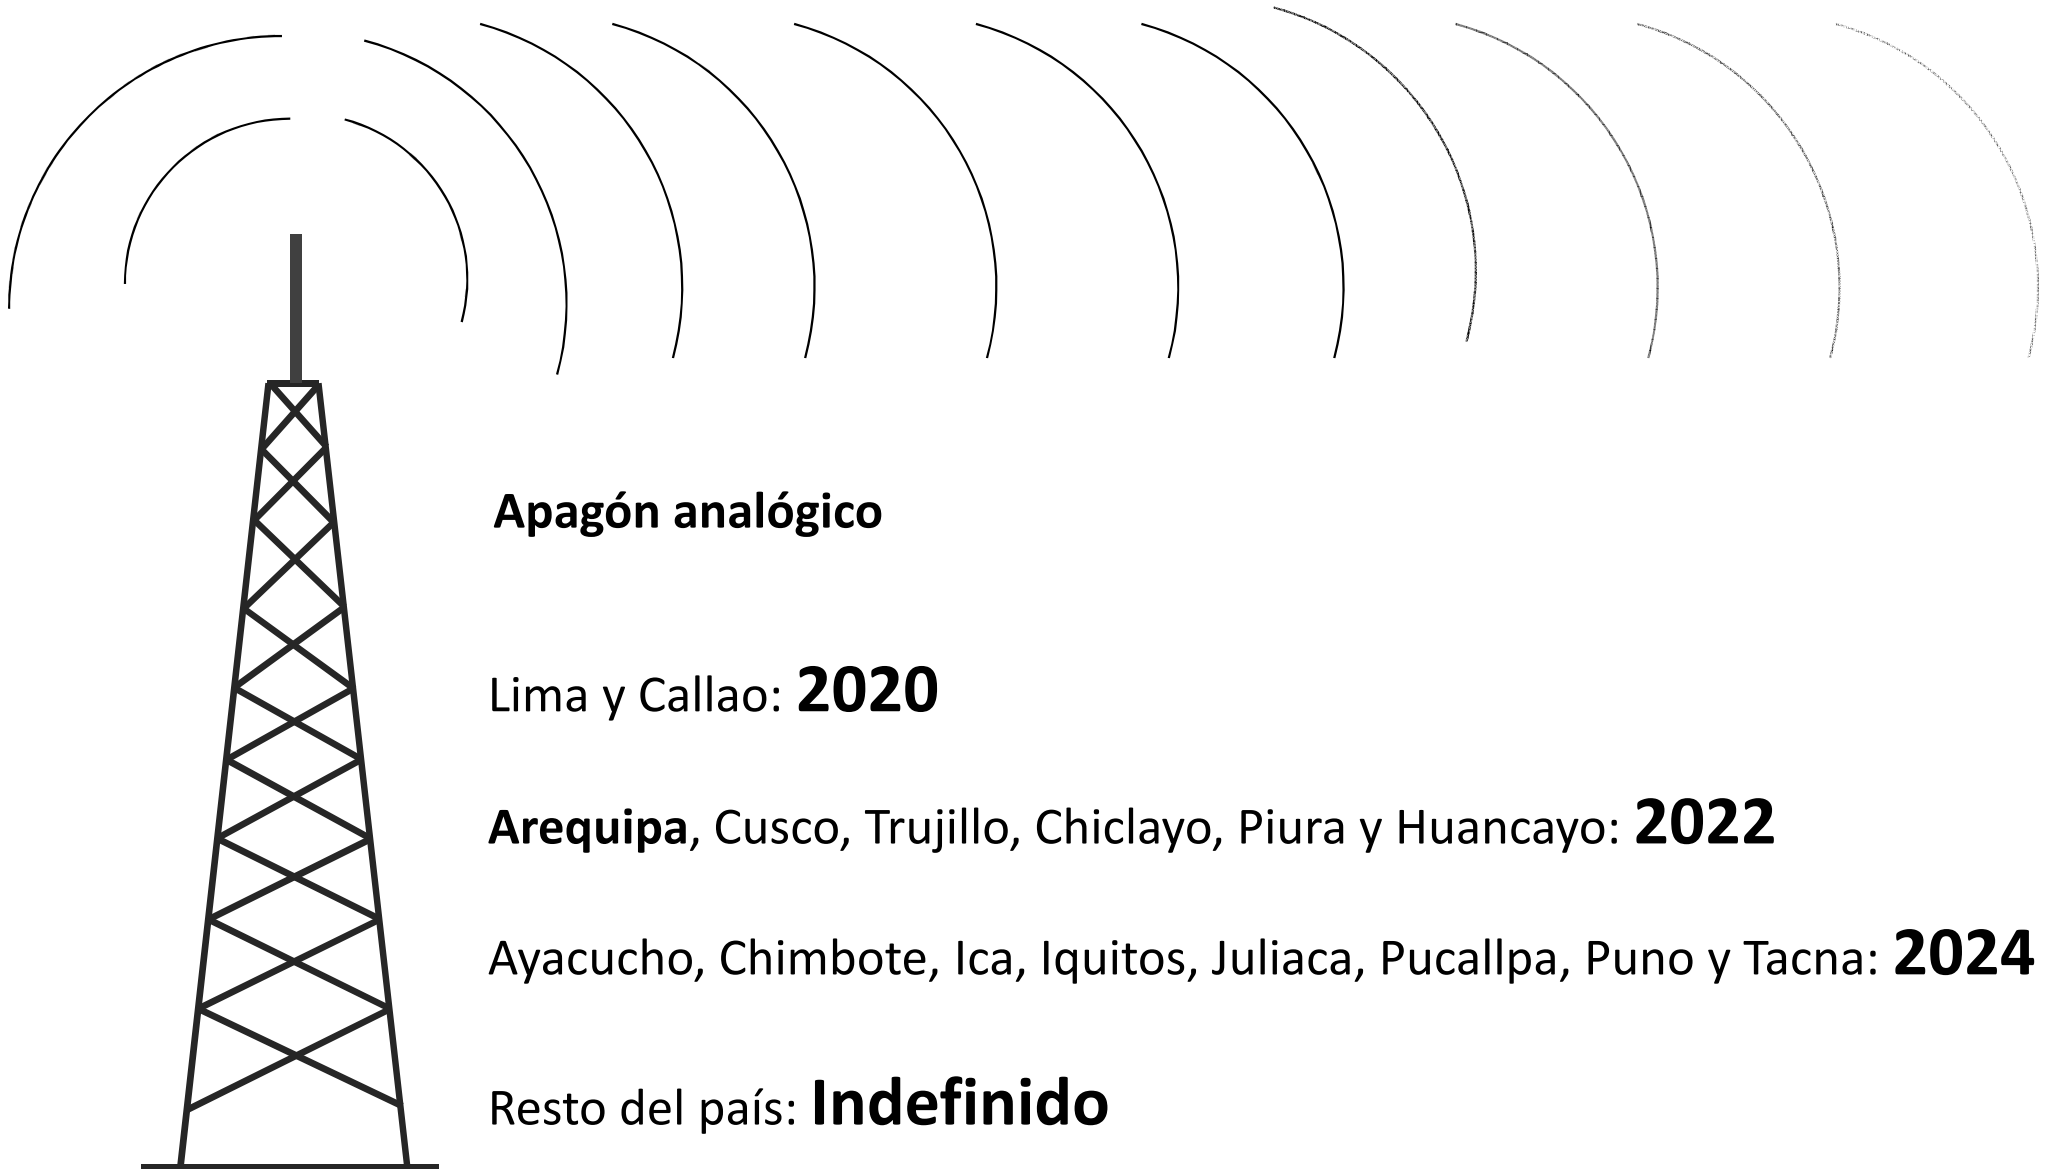 Apagón analógico
Lima y Callao: 2020
Arequipa, Cusco, Trujillo, Chiclayo, Piura y Huancayo: 2022
Ayacucho, Chimbote, Ica, Iquitos, Juliaca, Pucallpa, Puno y Tacna: 2024
Resto del país: Indefinido